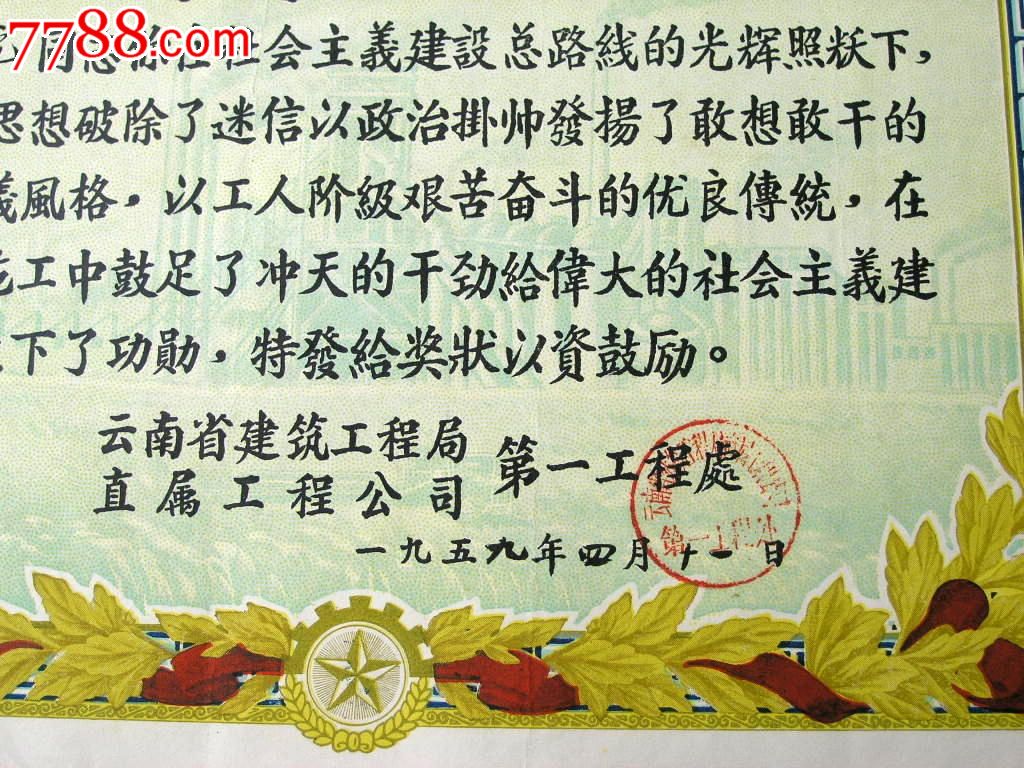 7788.com
同志你在社会主義建設总路线的光辉照妖下，
思想破除了迷信以政治掛帅發揚了敢想敢干的
義風格，以工人阶級艰苦奋斗的优良傳統，在
工中鼓足了冲天的干劲給偉大的社会主義建
下了功勋，特發給奖狀以資鼓励。
云南省建筑工程局
直属工程公司
第一工程處
第一工程处
一九五九年四月十一日